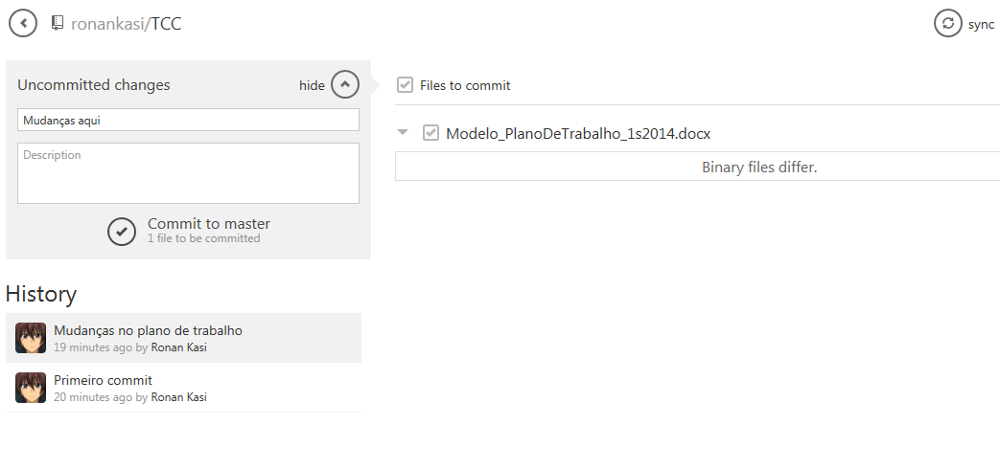 ronankasi/TCC
sync
Uncommitted changes
hide
Mudanças aqui
Description
Commit to master
1 file to be committed
Files to commit
Modelo_PlanoDeTrabalho_1s2014.docx
Binary files differ.
History
Mudanças no plano de trabalho
19 minutes ago by Ronan Kasi
Primeiro commit
20 minutes ago by Ronan Kasi